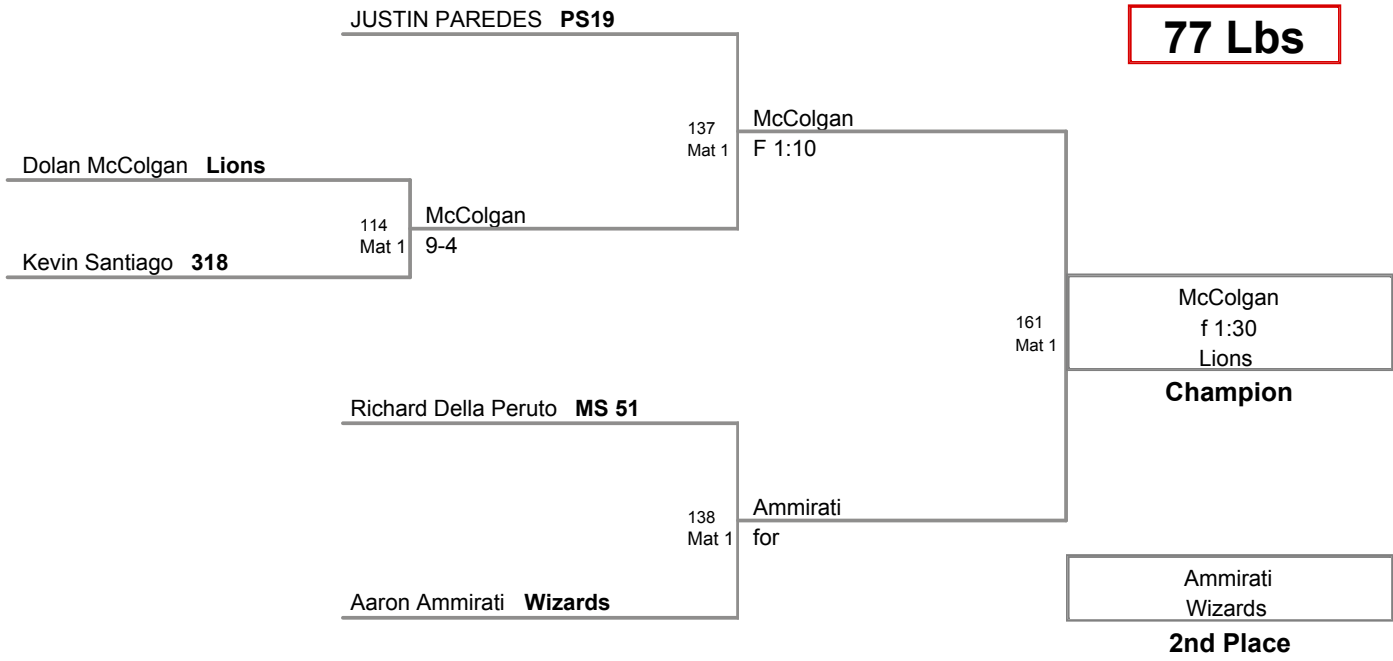 JUSTIN PAREDES PS19
77 Lbs
137
Mat 1
McColgan
F 1:10
Dolan McColgan Lions
114
Mat 1
McColgan
9-4
Kevin Santiago 318
161
Mat 1
McColgan
f 1:30
Lions
Champion
Richard Della Peruto MS 51
138
Mat 1
Ammirati
for
Aaron Ammirati Wizards
Ammirati
Wizards
2nd Place